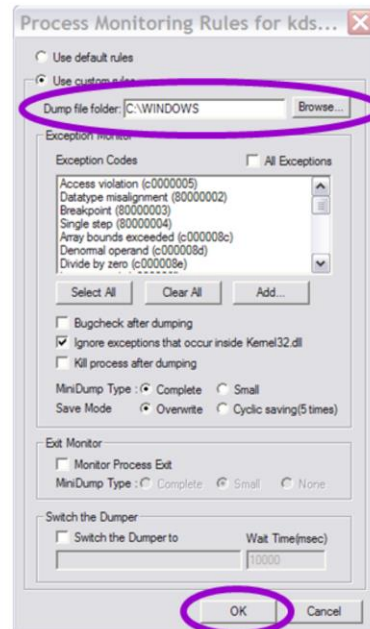 Process Monitoring Rules for kds...
Use default rules
Use custom rules
Dump file folder: C:\WINDOWS Browse...
Exception Monitor
Exception Codes All Exceptions
Access violation (c0000005)
Datatype misalignment (80000002)
Breakpoint (80000003)
Single step (80000004)
Array bounds exceeded (c000008c)
Denormal operand (c000008d)
Divide by zero (c000008e)
Select All Clear All Add...
Bugcheck after dumping
Ignore exceptions that occur inside Kernel32.dll
Kill process after dumping
MiniDump Type : Complete Small
Save Mode Overwrite Cyclic saving(5 times)
Exit Monitor
Monitor Process Exit
MiniDump Type : Complete Small None
Switch the Dumper
Switch the Dumper to Wait Time(msec)
10000
OK Cancel